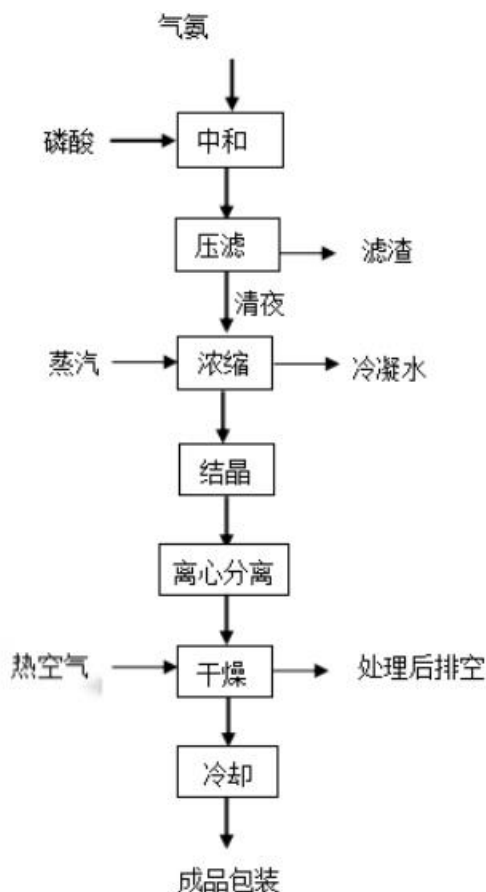 气氨
磷酸
中和
压滤
滤渣
清夜
蒸汽
浓缩
冷凝水
结晶
离心分离
热空气
干燥
处理后排空
冷却
成品包装